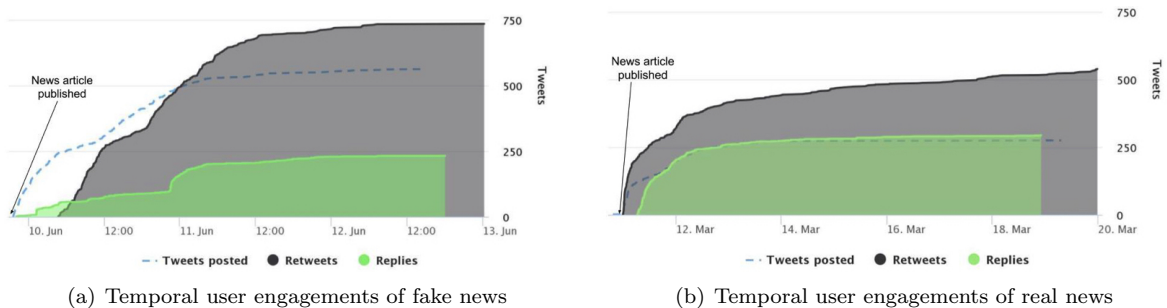 750
500
250
0
Tweets
News article
published
10. Jun
12:00
11. Jun
12:00
12. Jun
12:00
13. Jun
Tweets posted
Retweets
Replies
(a) Temporal user engagements of fake news
750
500
250
0
Tweets
News article
published
12. Mar
14. Mar
16. Mar
18. Mar
20. Mar
Tweets posted
Retweets
Replies
(b) Temporal user engagements of real news